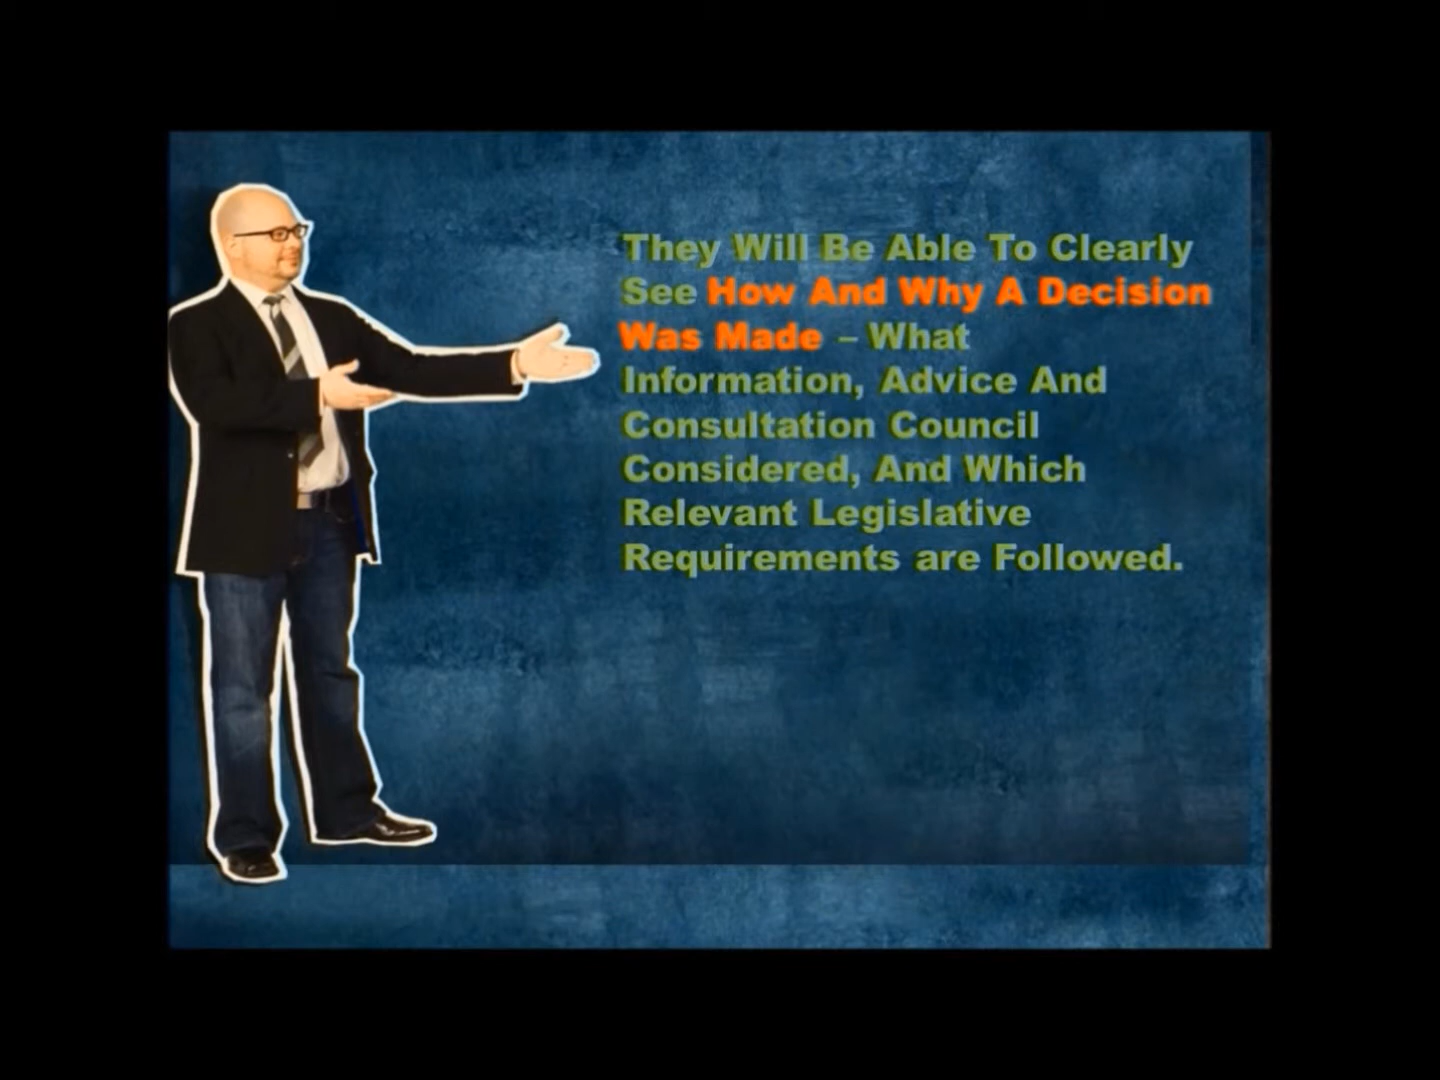 They Will Be Able To Clearly
See How And Why A Decision
Was Made – What
Information, Advice And
Consultation Council
Considered, And Which
Relevant Legislative
Requirements are Followed.